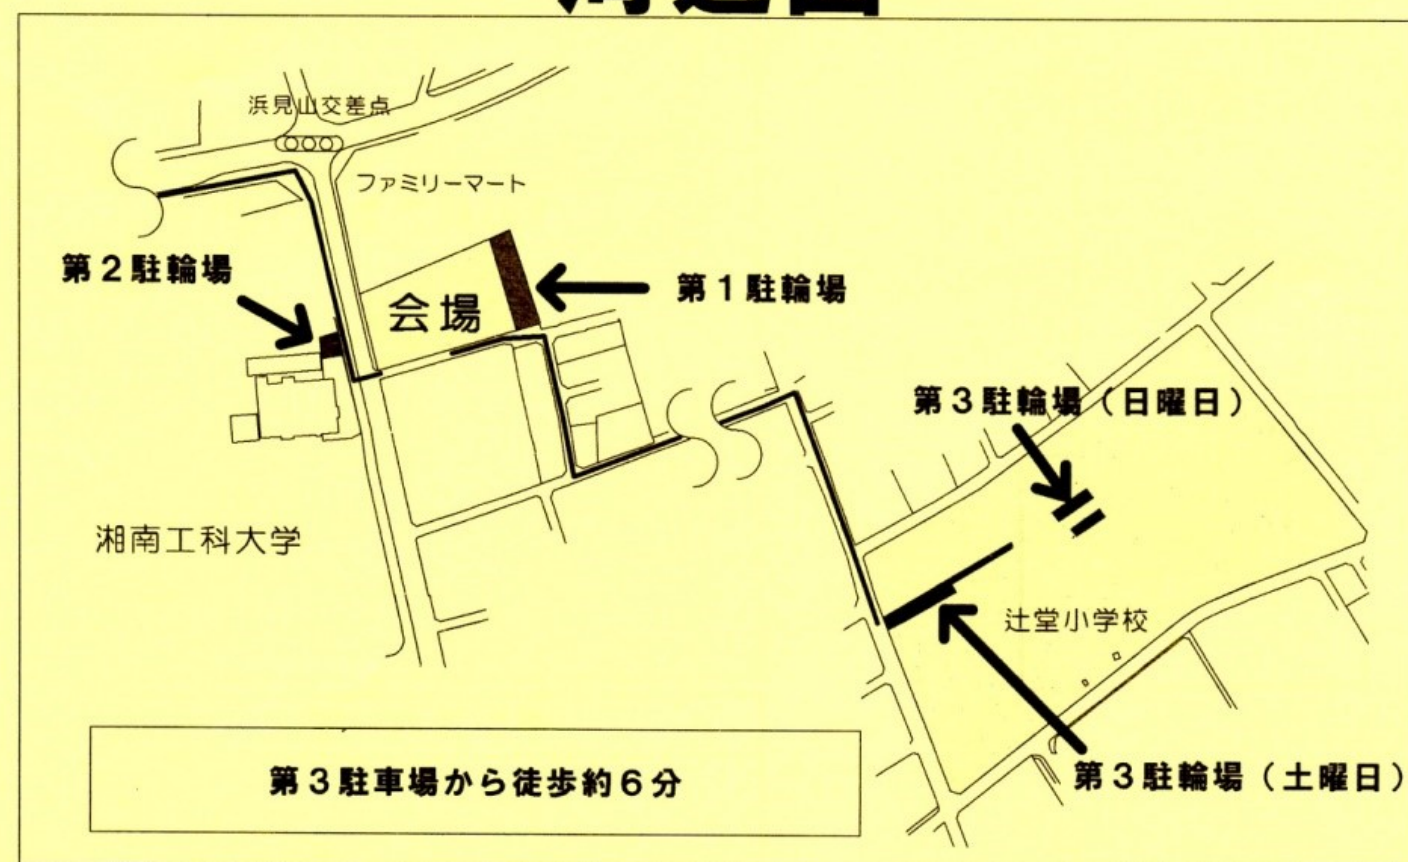 浜見山交差点
ファミリーマート
第２駐輪場
第１駐輪場
会場
第３駐輪場（日曜日）
湘南工科大学
辻堂小学校
第３駐車場から徒歩約６分
第３駐輪場（土曜日）